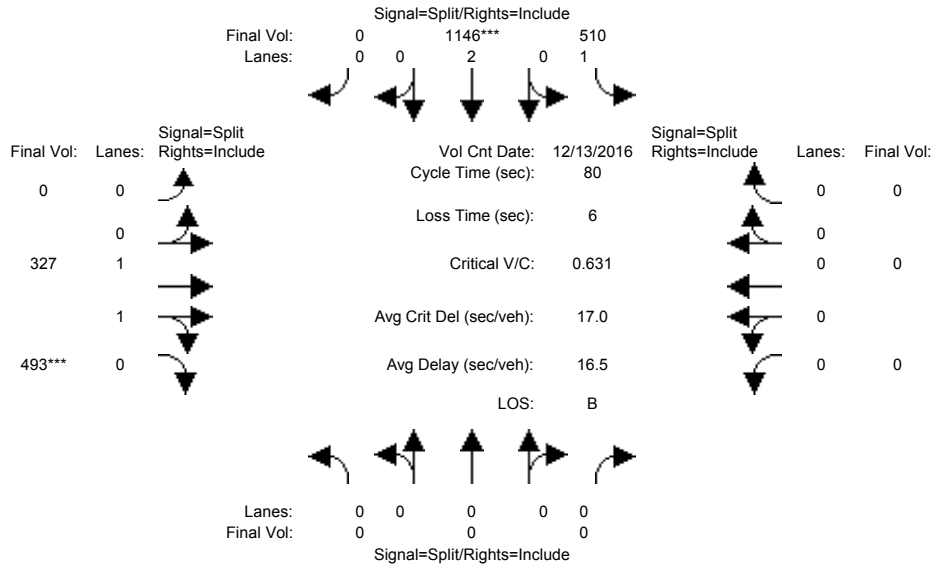 Signal=Split/Rights=Include
Final Vol: 0 1146*** 510
Lanes: 0 0 2 0 1
Signal=Split Signal=Split
Final Vol: Lanes: Rights=Include Vol Cnt Date: 12/13/2016 Rights=Include Lanes: Final Vol:
Cycle Time (sec): 80
0 0 0 0
Loss Time (sec): 6
0 0
327 1 Critical V/C: 0.631 0 0
1 Avg Crit Del (sec/veh): 17.0 0
493*** 0 Avg Delay (sec/veh): 16.5 0 0
LOS: B
Lanes: 0 0 0 0 0
Final Vol: 0 0 0
Signal=Split/Rights=Include